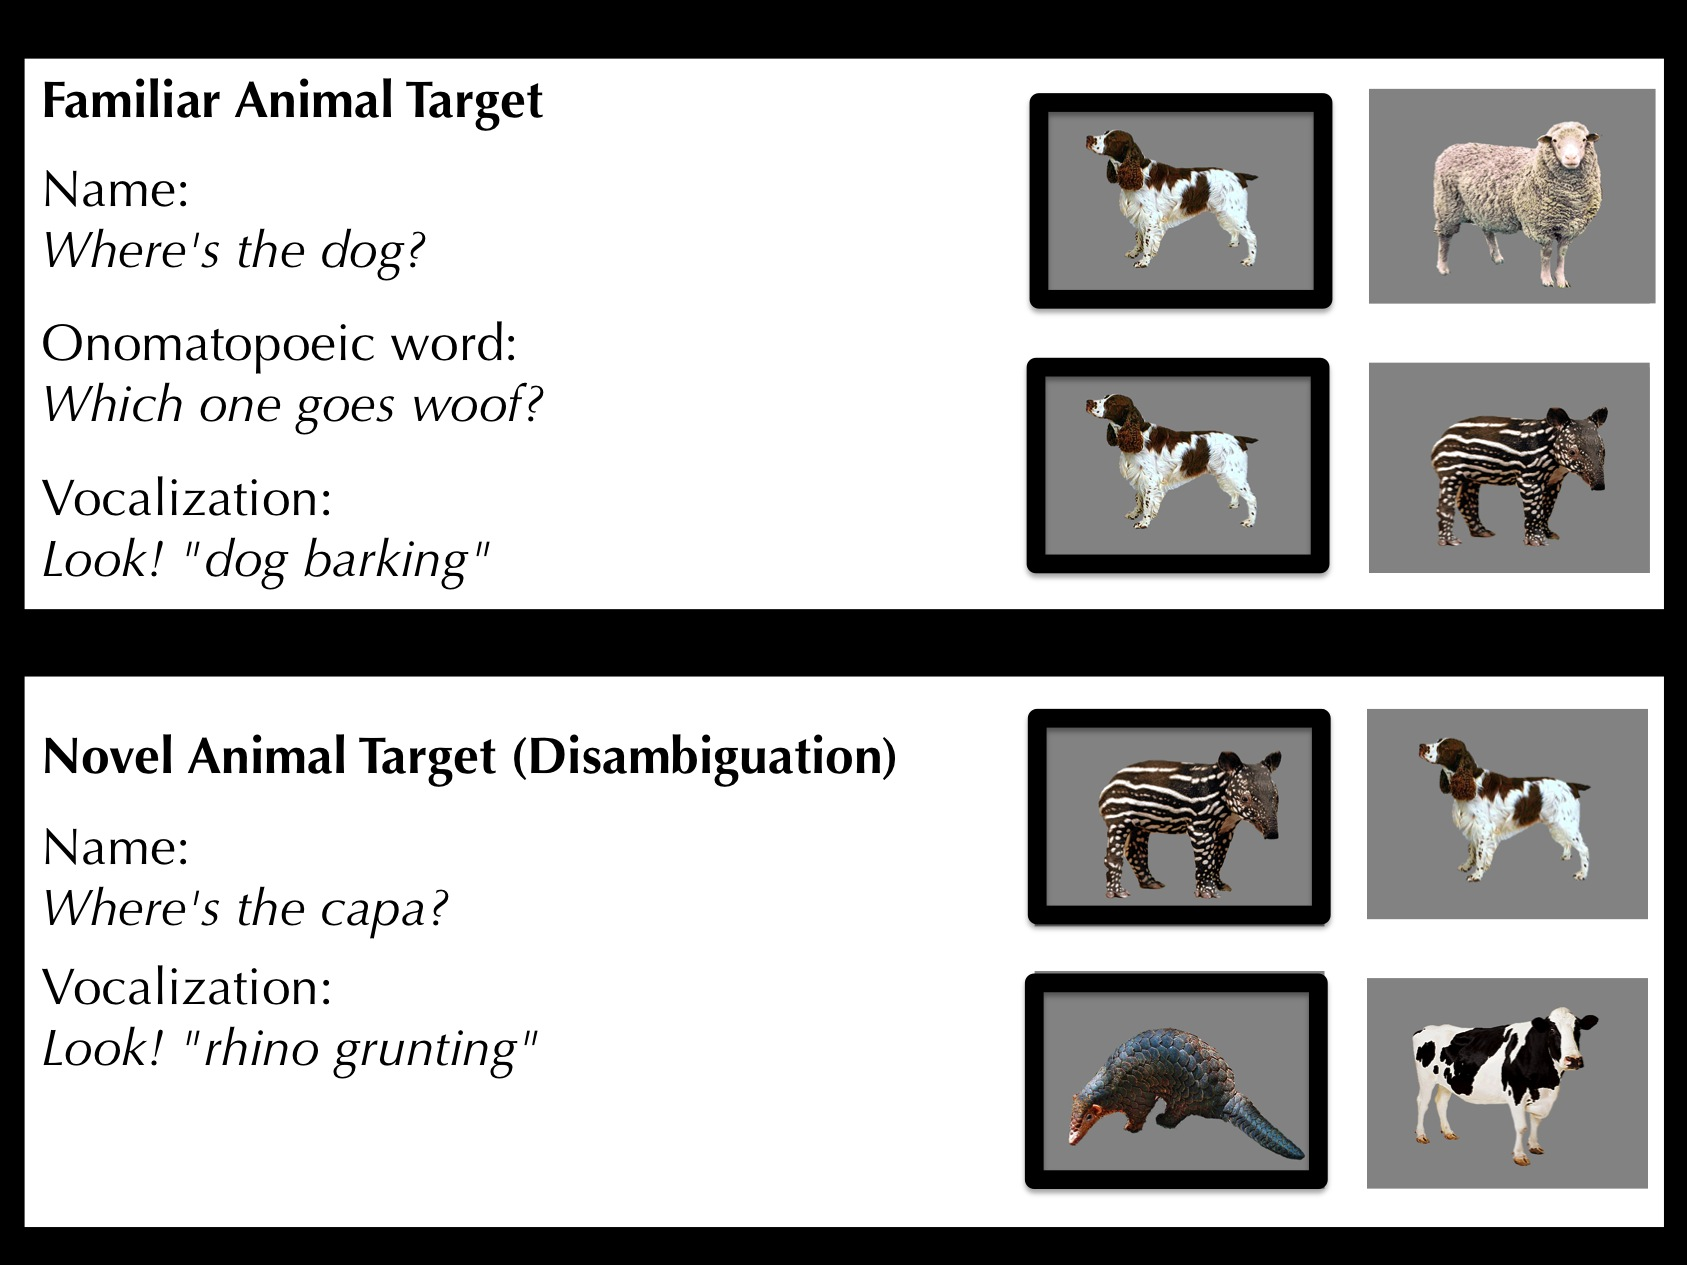 Familiar Animal Target
Name:
Where's the dog?
Onomatopoeic word:
Which one goes woof?
Vocalization:
Look! "dog barking"
Novel Animal Target (Disambiguation)
Name:
Where's the capa?
Vocalization:
Look! "rhino grunting"